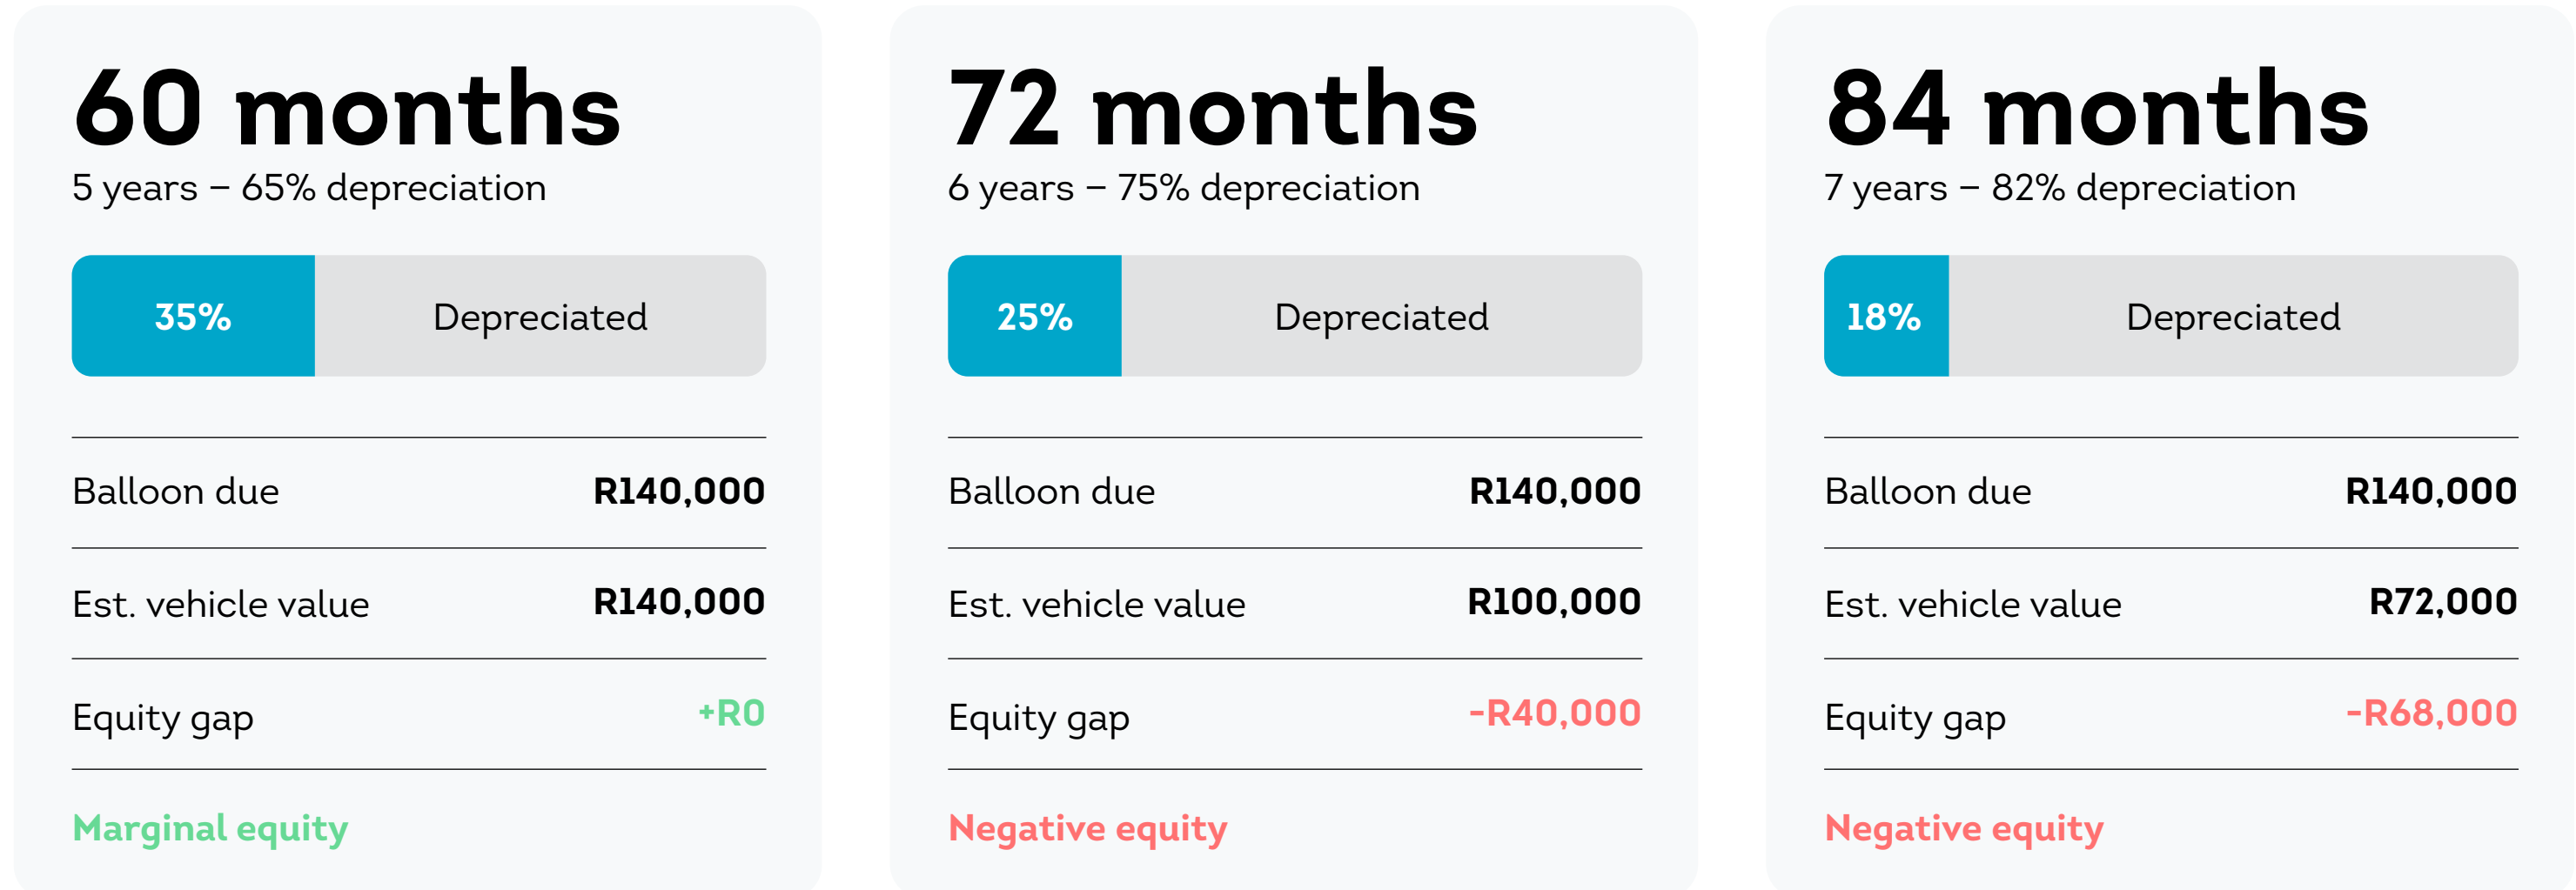 60 months
5 years – 65% depreciation
35% Depreciated
Balloon due R140,000
Est. vehicle value R140,000
Equity gap +R0
Marginal equity
72 months
6 years – 75% depreciation
25% Depreciated
Balloon due R140,000
Est. vehicle value R100,000
Equity gap -R40,000
Negative equity
84 months
7 years – 82% depreciation
18% Depreciated
Balloon due R140,000
Est. vehicle value R72,000
Equity gap -R68,000
Negative equity